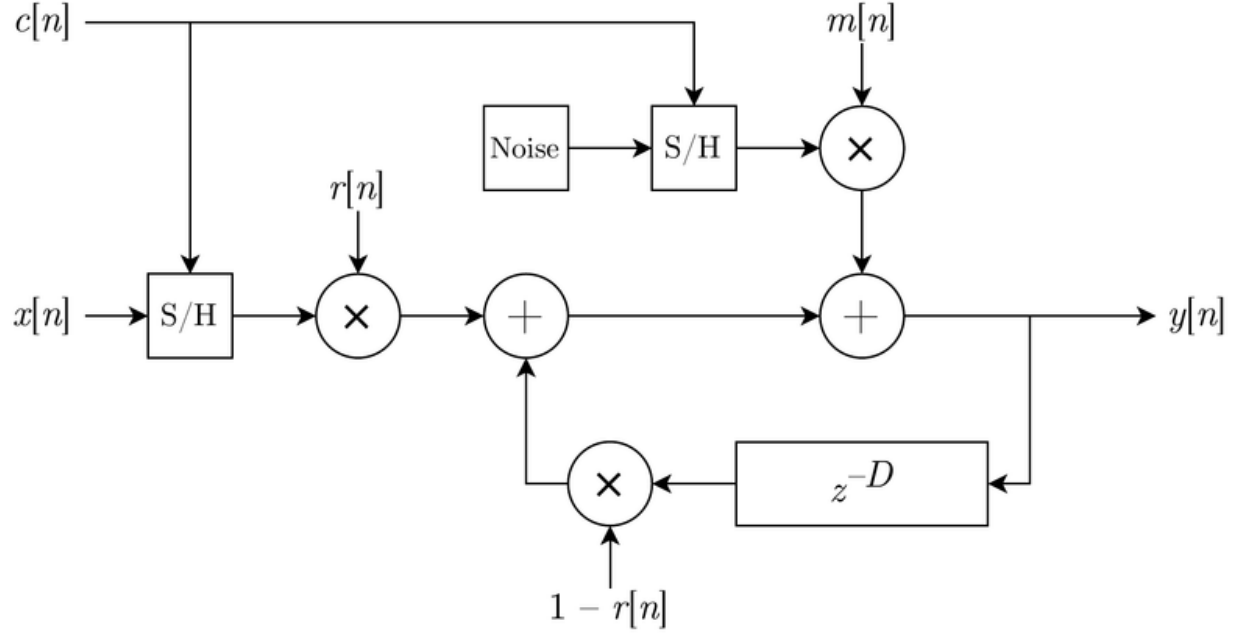 c[n]
m[n]
Noise
S/H
×
r[n]
x[n]
S/H
×
+
+
y[n]
×
z^{-D}
1 − r[n]